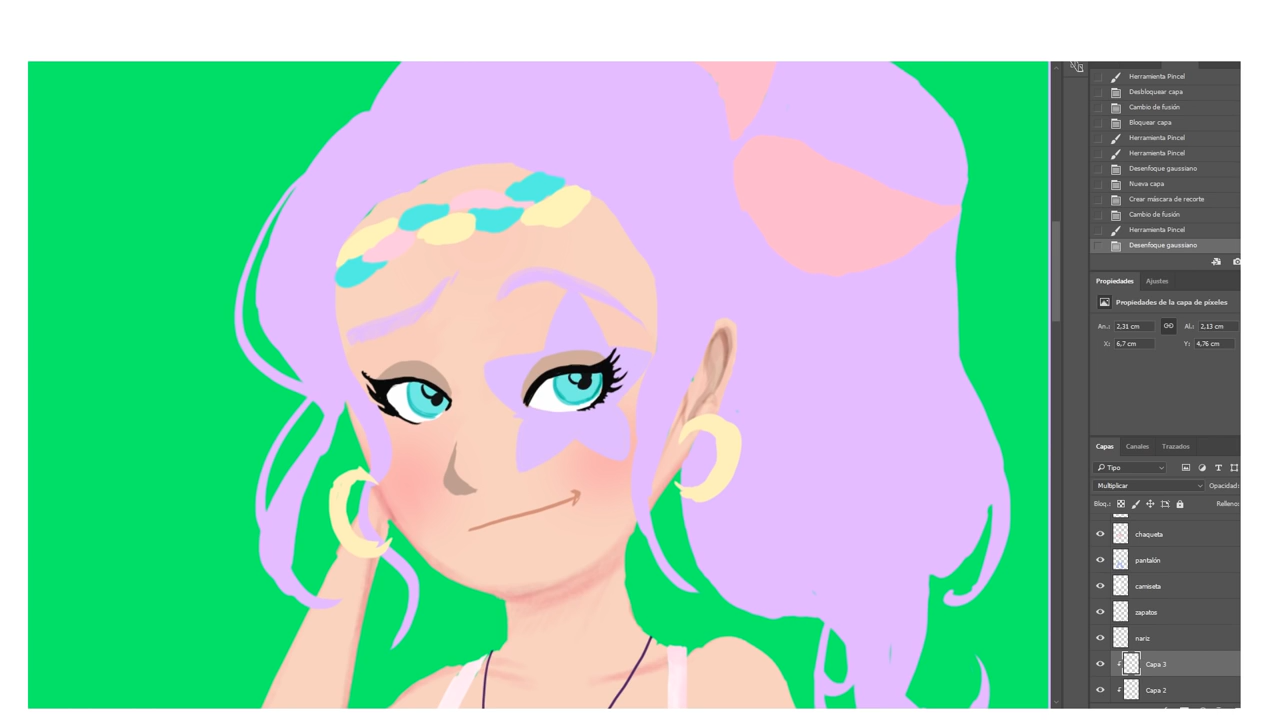 Herramienta Pincel
Desbloquear capa
Cambio de fusión
Bloquear capa
Herramienta Pincel
Herramienta Pincel
Desenfoque gaussiano
Nueva capa
Crear máscara de recorte
Cambio de fusión
Herramienta Pincel
Desenfoque gaussiano
Propiedades Ajustes
Propiedades de la capa de píxeles
An.: 2,31 cm Al.: 2,13 cm
X: 6,7 cm Y: 4,76 cm
Capas Canales Trazados
Tipo
Multiplicar Opacidad:
Bloq.: Relleno:
chaqueta
pantalón
camiseta
zapatos
nariz
Capa 3
Capa 2